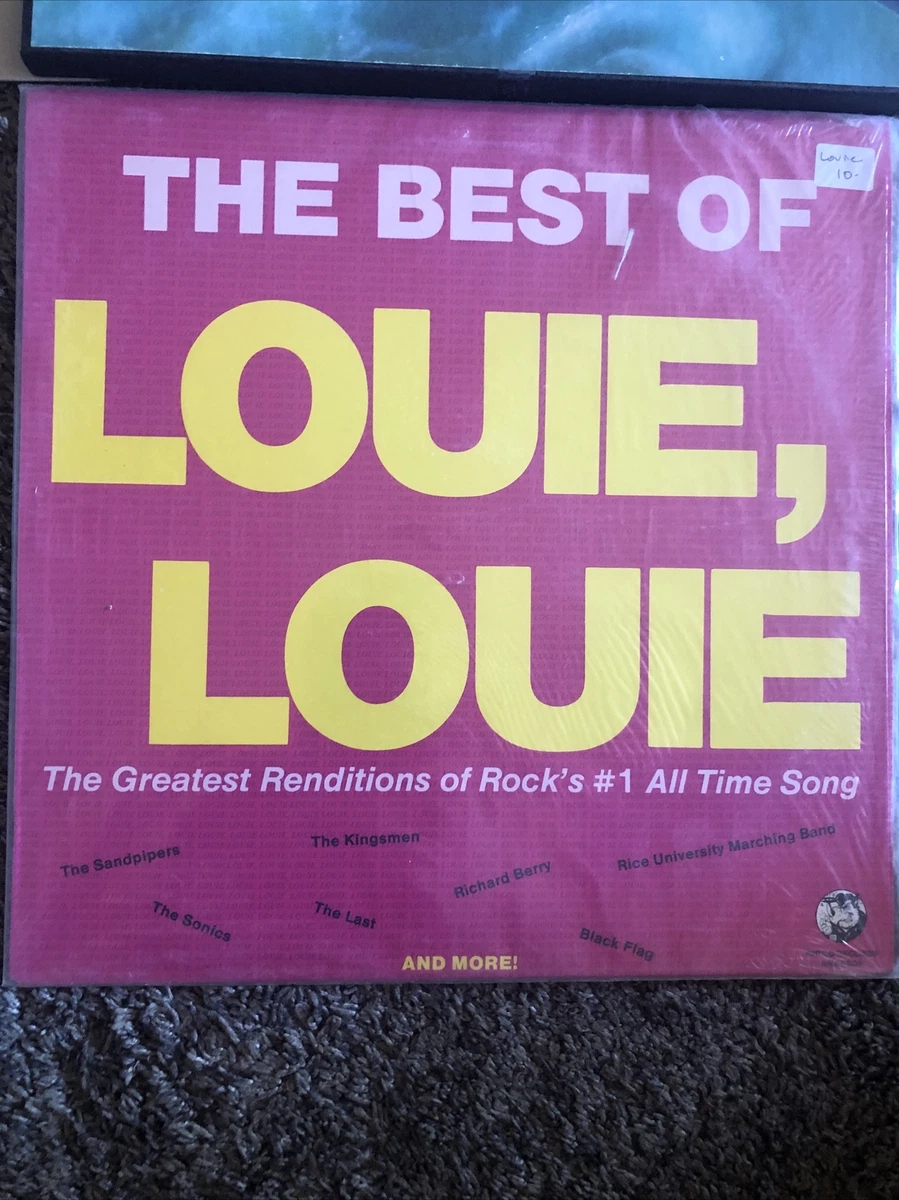 THE BEST OF
Louie
10-
LOUIE,
LOUIE
The Greatest Renditions of Rock's #1 All Time Song
The Sandpipers
The Kingsmen
Richard Berry
Rice University Marching Band
The Sonics
The Last
Black Flag
AND MORE!